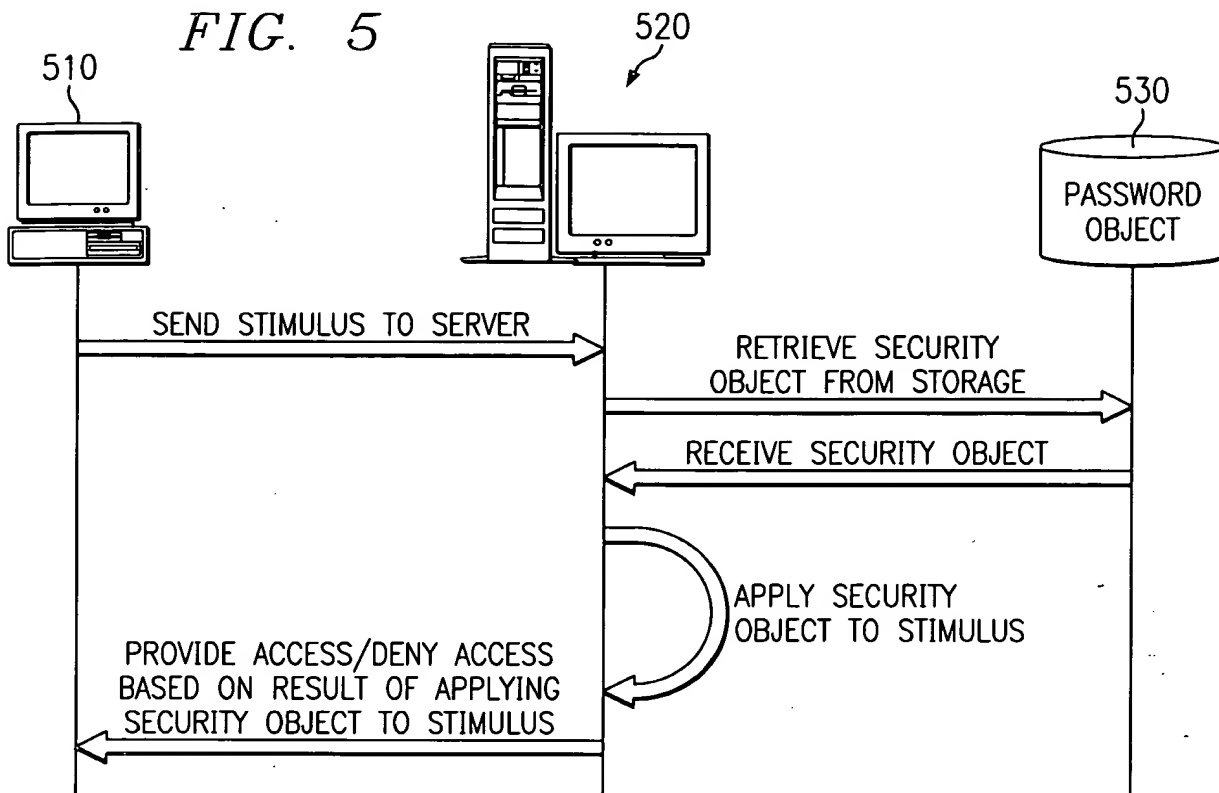 FIG. 5
510
520
530
PASSWORD
OBJECT
SEND STIMULUS TO SERVER
RETRIEVE SECURITY
OBJECT FROM STORAGE
RECEIVE SECURITY OBJECT
APPLY SECURITY
OBJECT TO STIMULUS
PROVIDE ACCESS/DENY ACCESS
BASED ON RESULT OF APPLYING
SECURITY OBJECT TO STIMULUS